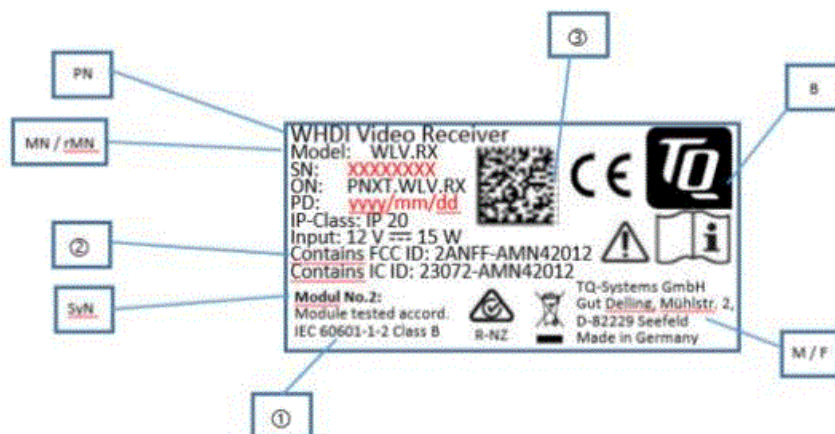 ③
PN
B
MN / rMN
WHDI Video Receiver
Model: WLV.RX
SN: XXXXXXXX
ON: PNXT.WLV.RX
PD: yyyy/mm/dd
IP-Class: IP 20
Input: 12 V ⎓ 15 W
Contains FCC ID: 2ANFF-AMN42012
Contains IC ID: 23072-AMN42012
CE
TQ
i
②
SvN
Modul No.2:
Module tested accord.
IEC 60601-1-2 Class B
R-NZ
TQ-Systems GmbH
Gut Delling, Mühlstr. 2,
D-82229 Seefeld
Made in Germany
M / F
①